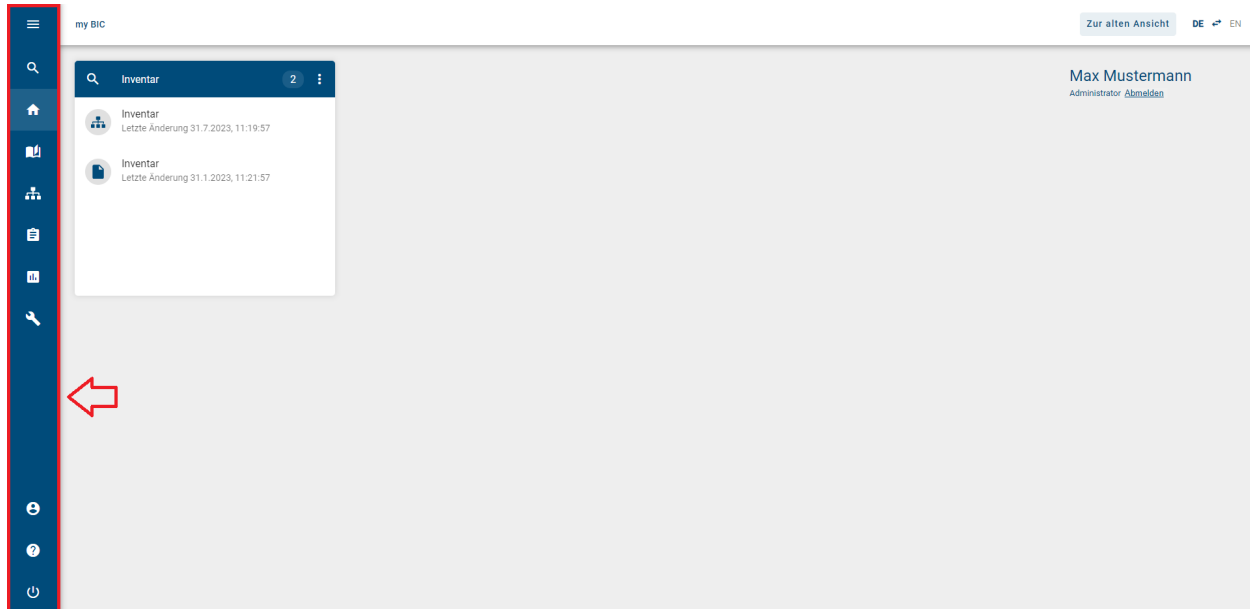 my BIC
Zur alten Ansicht
DE EN
Inventar 2
Inventar
Letzte Änderung 31.7.2023, 11:19:57
Inventar
Letzte Änderung 31.1.2023, 11:21:57
Max Mustermann
Administrator Abmelden